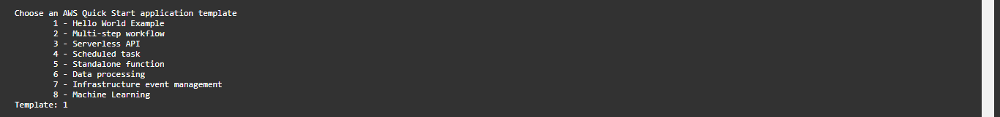 Choose an AWS Quick Start application template
1 - Hello World Example
2 - Multi-step workflow
3 - Serverless API
4 - Scheduled task
5 - Standalone function
6 - Data processing
7 - Infrastructure event management
8 - Machine Learning
Template: 1